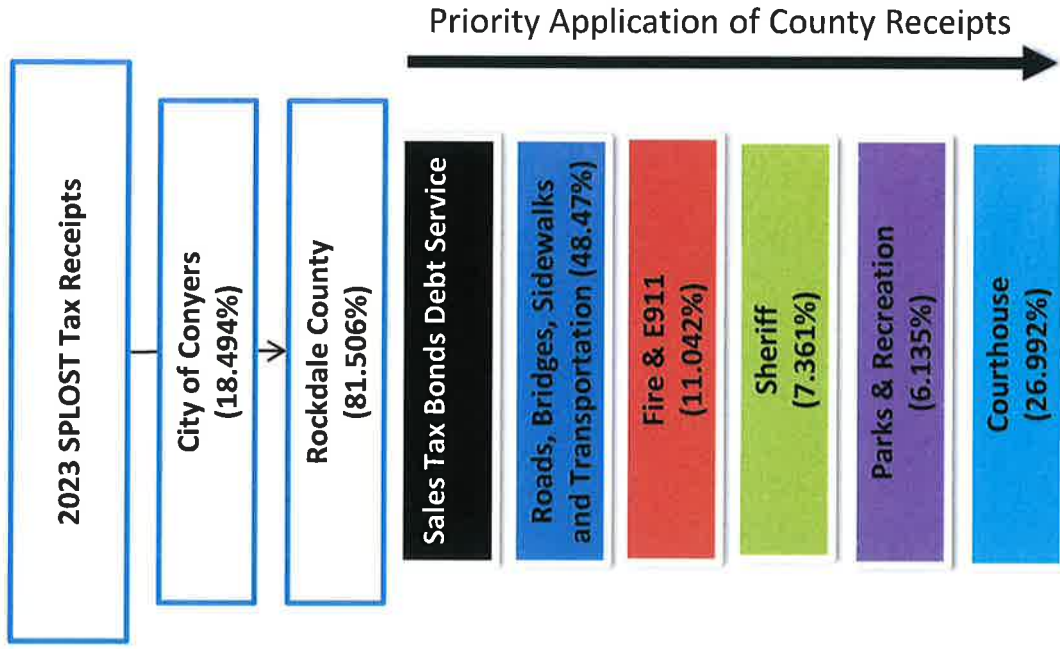 Priority Application of County Receipts
2023 SPLOST Tax Receipts
City of Conyers
(18.494%)
Rockdale County
(81.506%)
Sales Tax Bonds Debt Service
Roads, Bridges, Sidewalks
and Transportation (48.47%)
Fire & E911
(11.042%)
Sheriff
(7.361%)
Parks & Recreation
(6.135%)
Courthouse
(26.992%)